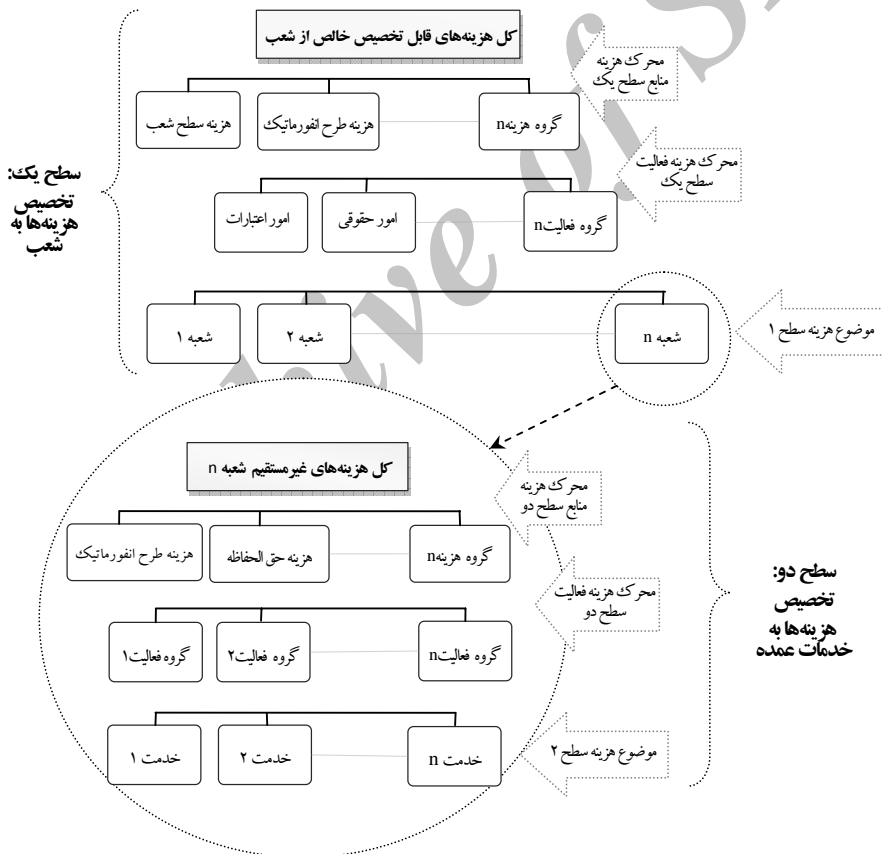 کل هزینه‌های قابل تخصیص خالص از شعب
محرک هزینه
منابع سطح یک
هزینه سطح شعب
هزینه طرح انفورماتیک
گروه هزینهn
محرک هزینه فعالیت
سطح یک
سطح یک:
تخصیص
هزینه‌ها به
شعب
امور اعتبارات
امور حقوقی
گروه فعالیتn
شعبه ۱
شعبه ۲
شعبه n
موضوع هزینه سطح ۱
کل هزینه‌های غیرمستقیم شعبه n
محرک هزینه
منابع سطح دو
هزینه طرح انفورماتیک
هزینه حق الحفاظه
گروه هزینهn
محرک هزینه فعالیت
سطح دو
سطح دو:
تخصیص
هزینه‌ها به
خدمات عمده
گروه فعالیت۱
گروه فعالیت۲
گروه فعالیتn
خدمت ۱
خدمت ۲
خدمت n
موضوع هزینه سطح ۲
ive of S